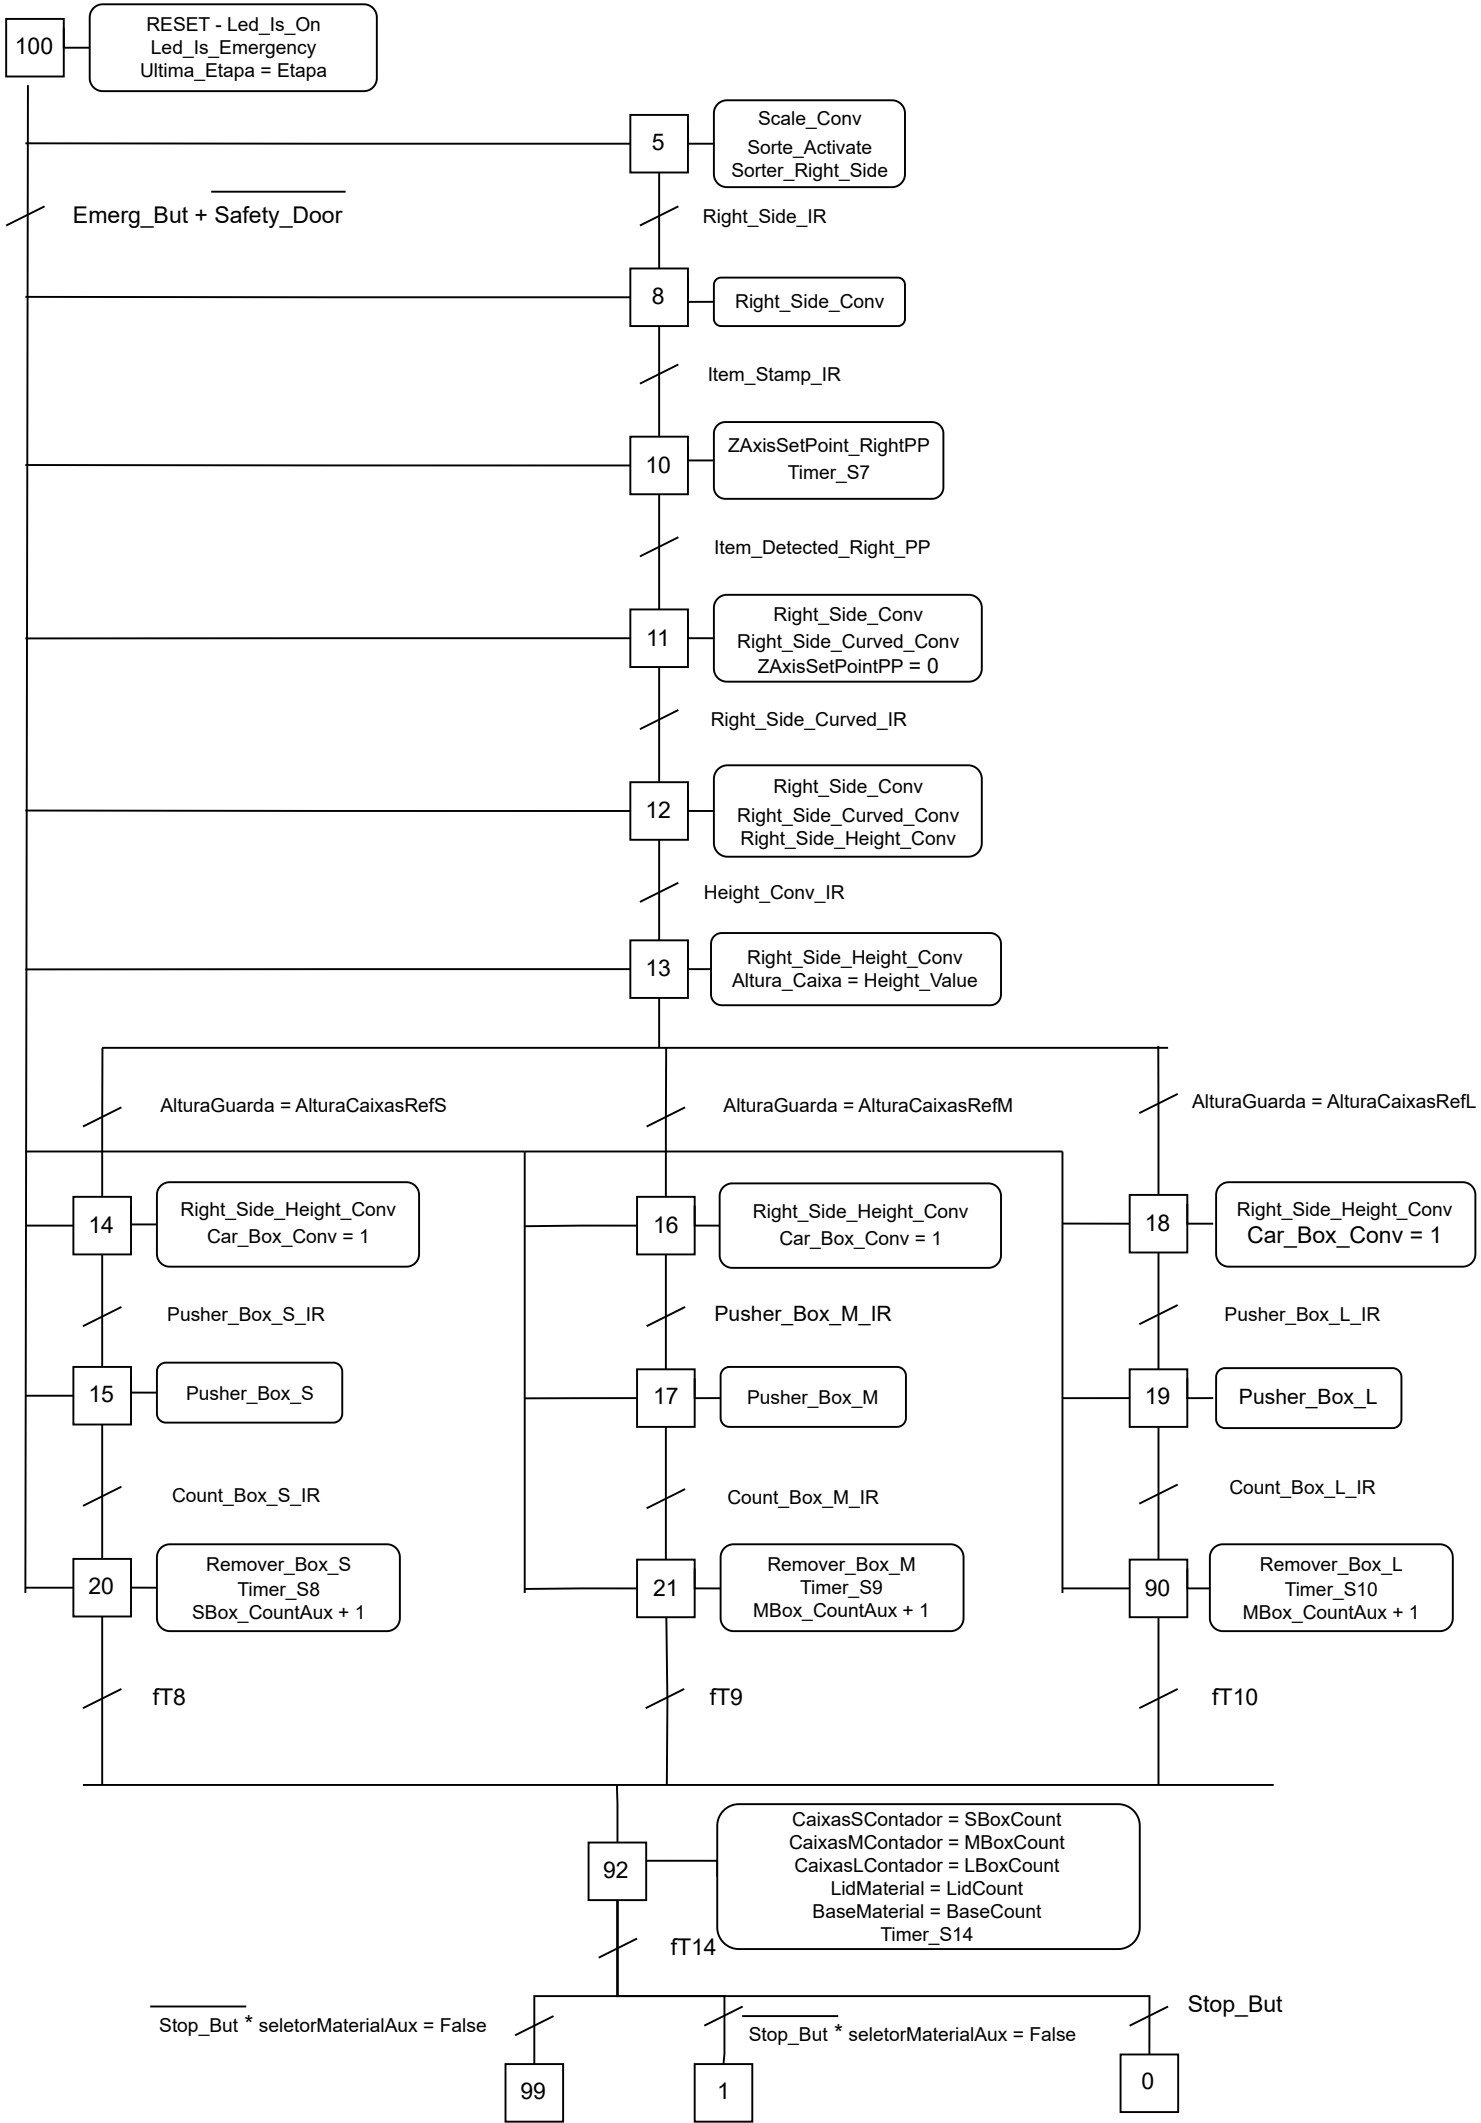 100
RESET - Led_Is_On
Led_Is_Emergency
Ultima_Etapa = Etapa
5
Scale_Conv
Sorte_Activate
Sorter_Right_Side
Emerg_But + Safety_Door
Right_Side_IR
8
Right_Side_Conv
Item_Stamp_IR
10
ZAxisSetPoint_RightPP
Timer_S7
Item_Detected_Right_PP
11
Right_Side_Conv
Right_Side_Curved_Conv
ZAxisSetPointPP = 0
Right_Side_Curved_IR
12
Right_Side_Conv
Right_Side_Curved_Conv
Right_Side_Height_Conv
Height_Conv_IR
13
Right_Side_Height_Conv
Altura_Caixa = Height_Value
AlturaGuarda = AlturaCaixasRefS
AlturaGuarda = AlturaCaixasRefM
AlturaGuarda = AlturaCaixasRefL
14
Right_Side_Height_Conv
Car_Box_Conv = 1
16
Right_Side_Height_Conv
Car_Box_Conv = 1
18
Right_Side_Height_Conv
Car_Box_Conv = 1
Pusher_Box_S_IR
Pusher_Box_M_IR
Pusher_Box_L_IR
15
Pusher_Box_S
17
Pusher_Box_M
19
Pusher_Box_L
Count_Box_S_IR
Count_Box_M_IR
Count_Box_L_IR
20
Remover_Box_S
Timer_S8
SBox_CountAux + 1
21
Remover_Box_M
Timer_S9
MBox_CountAux + 1
90
Remover_Box_L
Timer_S10
MBox_CountAux + 1
fT8
fT9
fT10
92
CaixasSContador = SBoxCount
CaixasMContador = MBoxCount
CaixasLContador = LBoxCount
LidMaterial = LidCount
BaseMaterial = BaseCount
Timer_S14
fT14
Stop_But * seletorMaterialAux = False
Stop_But * seletorMaterialAux = False
Stop_But
99
1
0